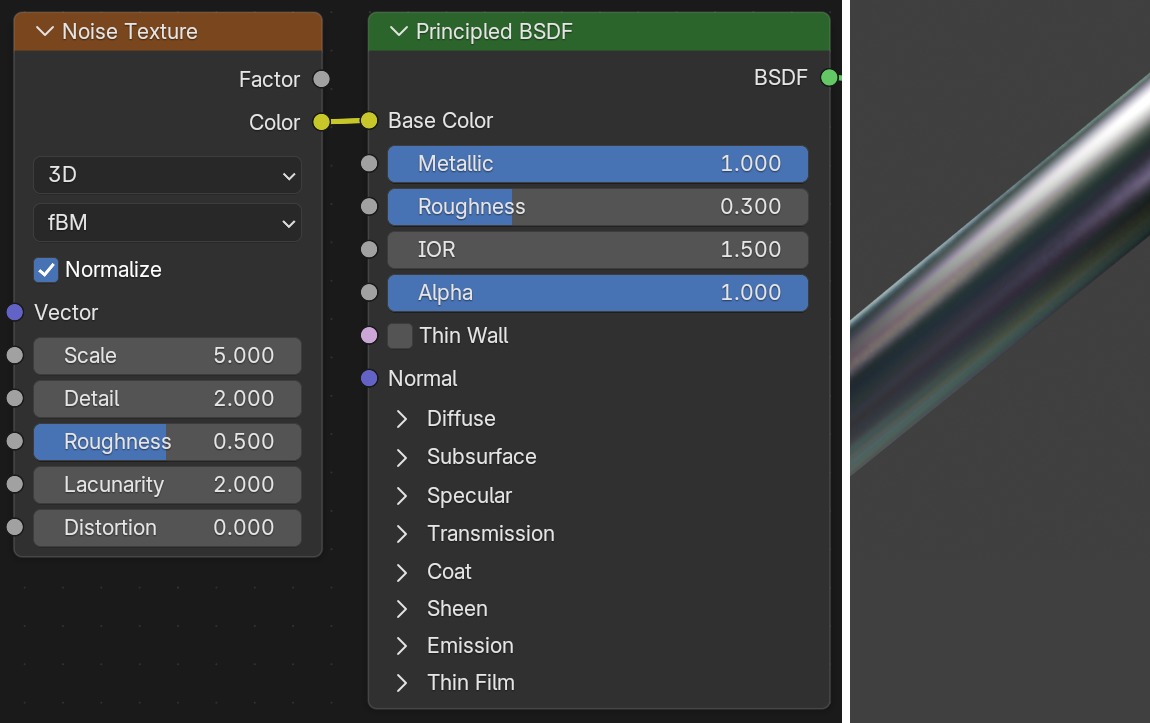 Noise Texture
Factor
Color
3D
fBM
Normalize
Vector
Scale 5.000
Detail 2.000
Roughness 0.500
Lacunarity 2.000
Distortion 0.000
Principled BSDF
BSDF
Base Color
Metallic 1.000
Roughness 0.300
IOR 1.500
Alpha 1.000
Thin Wall
Normal
Diffuse
Subsurface
Specular
Transmission
Coat
Sheen
Emission
Thin Film